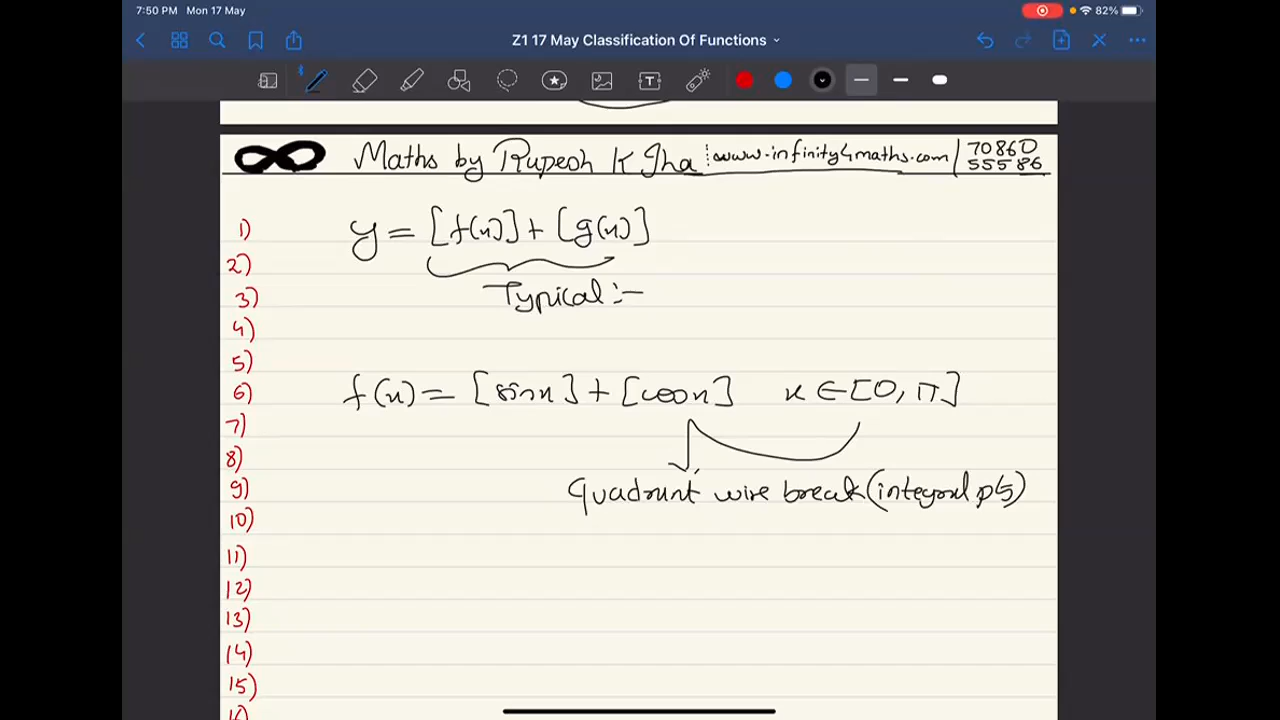 7:50 PM Mon 17 May 82%
Z1 17 May Classification Of Functions
Maths by Rupesh K Jha www.infinity4maths.com 70860 55586
1) y = [f(x)] + [g(x)]
2)
3) Typical :-
4)
5)
6) f(x) = [sinx] + [cosx] x ∈ [0, π]
7)
8)
9) Quadrant wise break (integral pts)
10)
11)
12)
13)
14)
15)